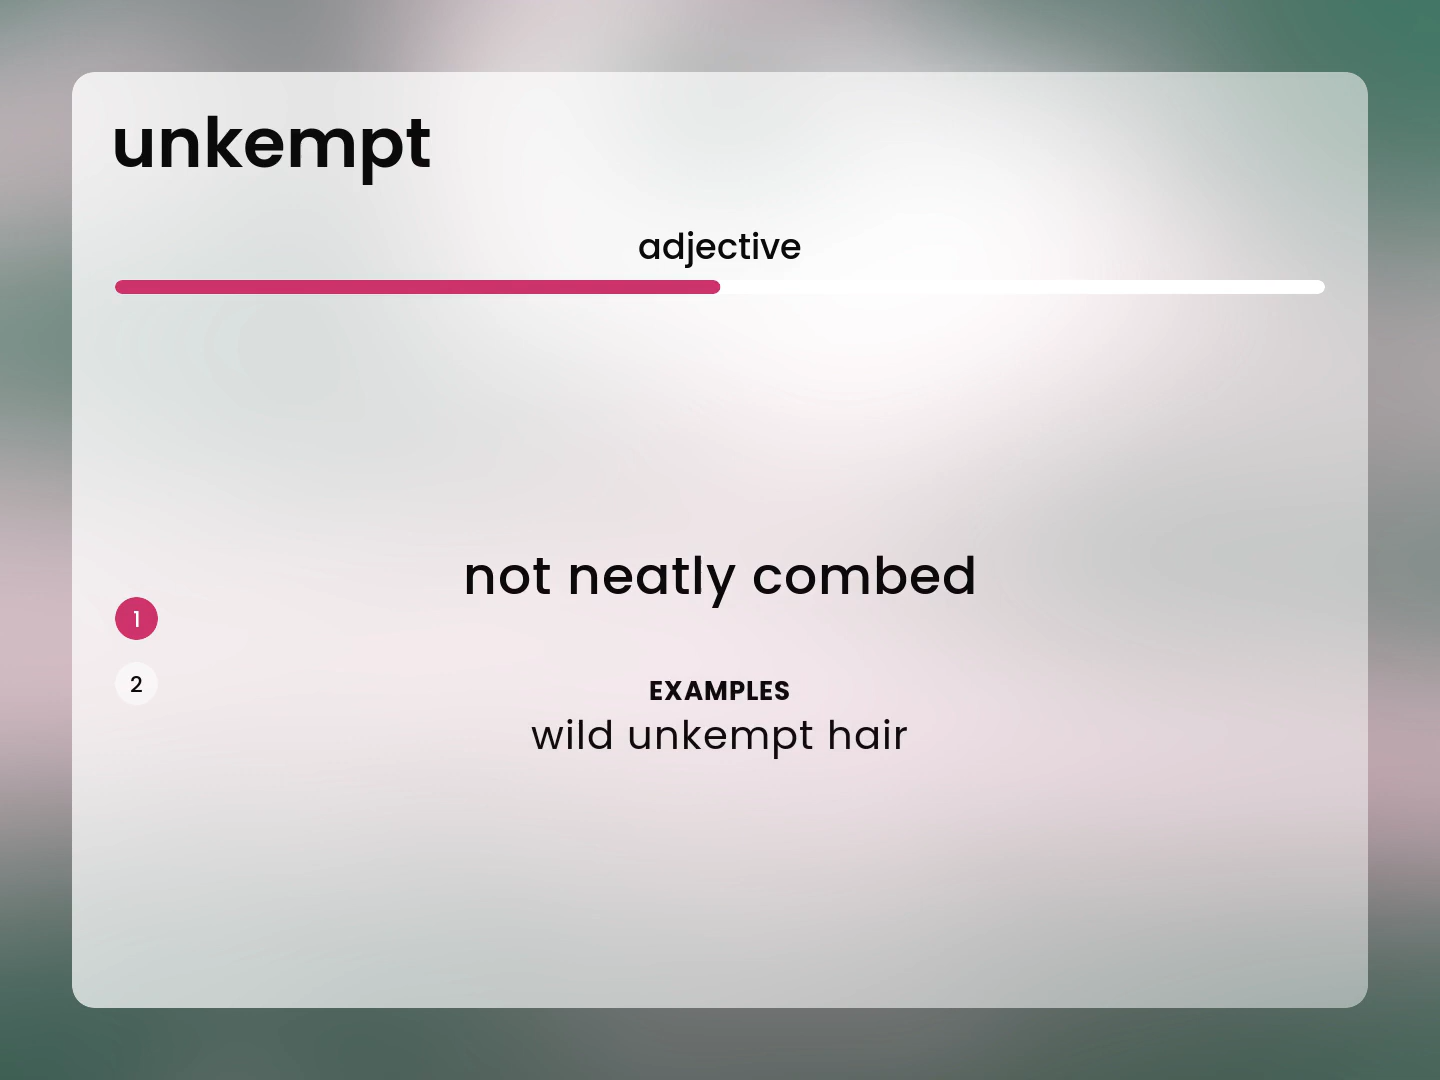 unkempt
adjective
not neatly combed
1
2
EXAMPLES
wild unkempt hair